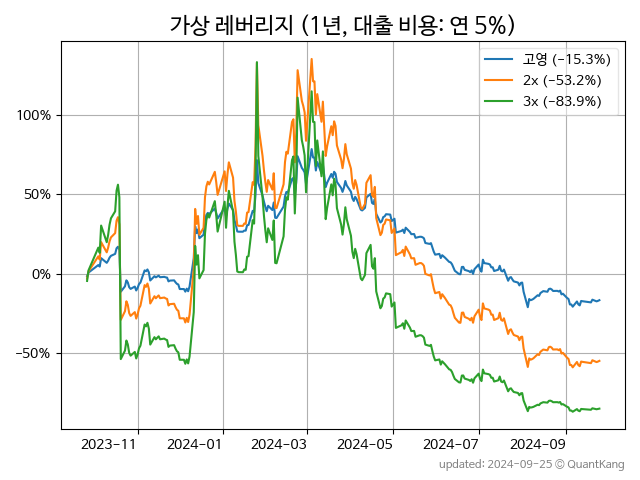 가상 레버리지 (1년, 대출 비용: 연 5%)
고영 (−15.3%)
2x (−53.2%)
3x (−83.9%)
100%
50%
0%
−50%
2023-11
2024-01
2024-03
2024-05
2024-07
2024-09
updated: 2024-09-25 © QuantKang